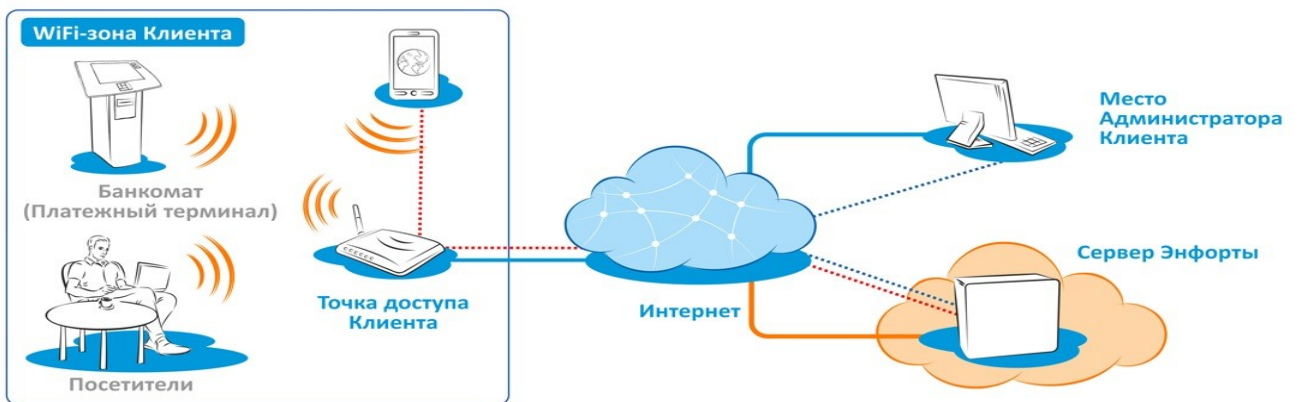 WiFi-зона Клиента
Банкомат
(Платежный терминал)
Посетители
Точка доступа
Клиента
Интернет
Место
Администратора
Клиента
Сервер Энфорты